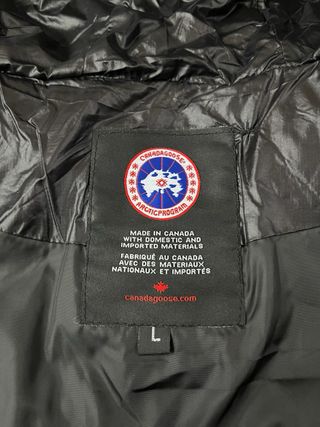 CANADA GOOSE
ARCTIC PROGRAM
MADE IN CANADA
WITH DOMESTIC AND
IMPORTED MATERIALS
FABRIQUÉ AU CANADA
AVEC DES MATERIAUX
NATIONAUX ET IMPORTÉS
canadagoose.com
L